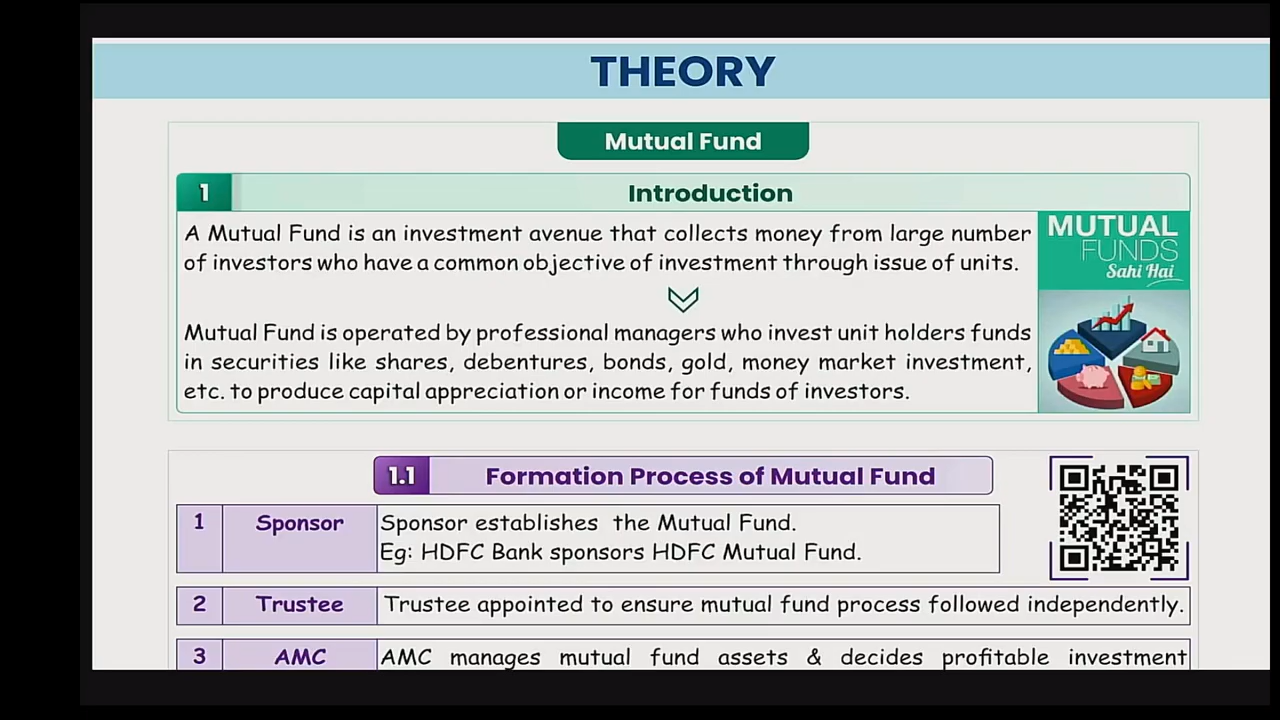 THEORY
Mutual Fund
1
Introduction
A Mutual Fund is an investment avenue that collects money from large number
of investors who have a common objective of investment through issue of units.
MUTUAL
FUNDS
Sahi Hai
Mutual Fund is operated by professional managers who invest unit holders funds
in securities like shares, debentures, bonds, gold, money market investment,
etc. to produce capital appreciation or income for funds of investors.
1.1
Formation Process of Mutual Fund
1
Sponsor
Sponsor establishes the Mutual Fund.
Eg: HDFC Bank sponsors HDFC Mutual Fund.
2
Trustee
Trustee appointed to ensure mutual fund process followed independently.
3
AMC
AMC manages mutual fund assets & decides profitable investment